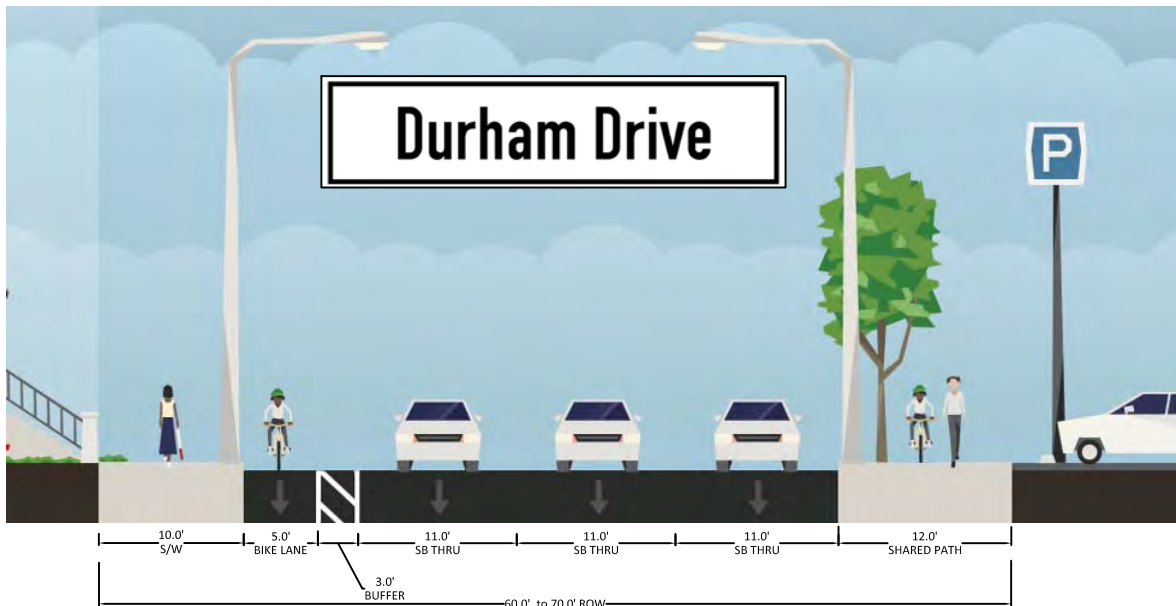 Durham Drive
P
10.0'
S/W
5.0'
BIKE LANE
3.0'
BUFFER
11.0'
SB THRU
11.0'
SB THRU
11.0'
SB THRU
12.0'
SHARED PATH
60.0' to 70.0' ROW